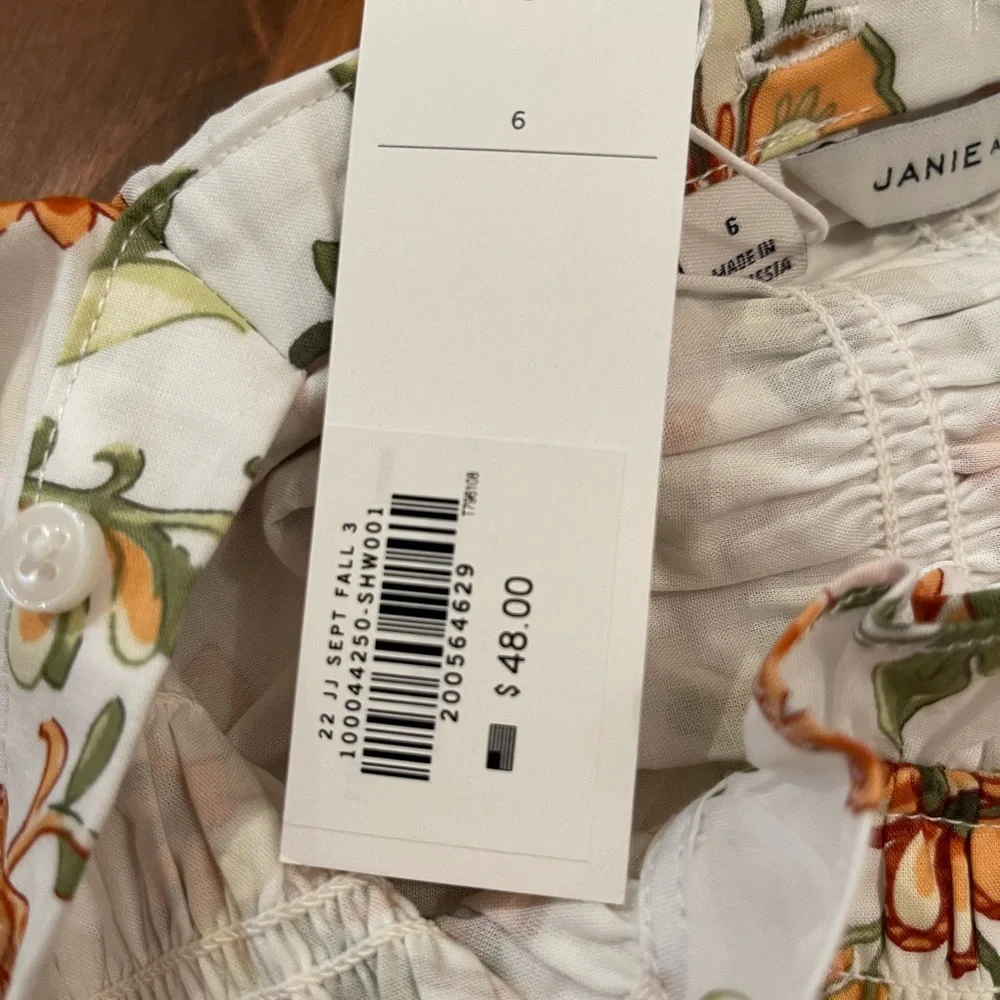 6
JANIE A
6
MADE IN
22 JJ SEPT FALL 3
100044250-SHW001
200564629
T796108
$ 48.00